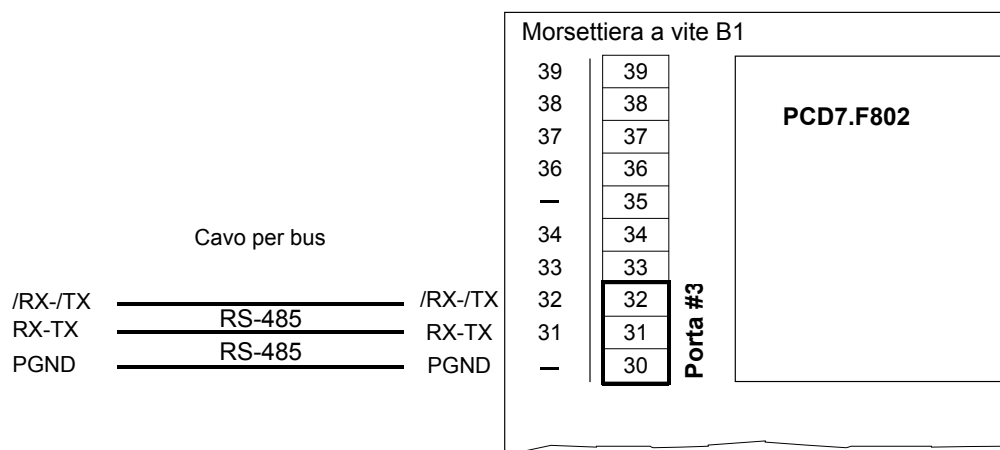 Morsettiera a vite B1
39 39
38 38
37 37
36 36
— 35
34 34
33 33
32 32
31 31
— 30
PCD7.F802
Porta #3
Cavo per bus
/RX-/TX /RX-/TX
RS-485
RX-TX RX-TX
RS-485
PGND PGND